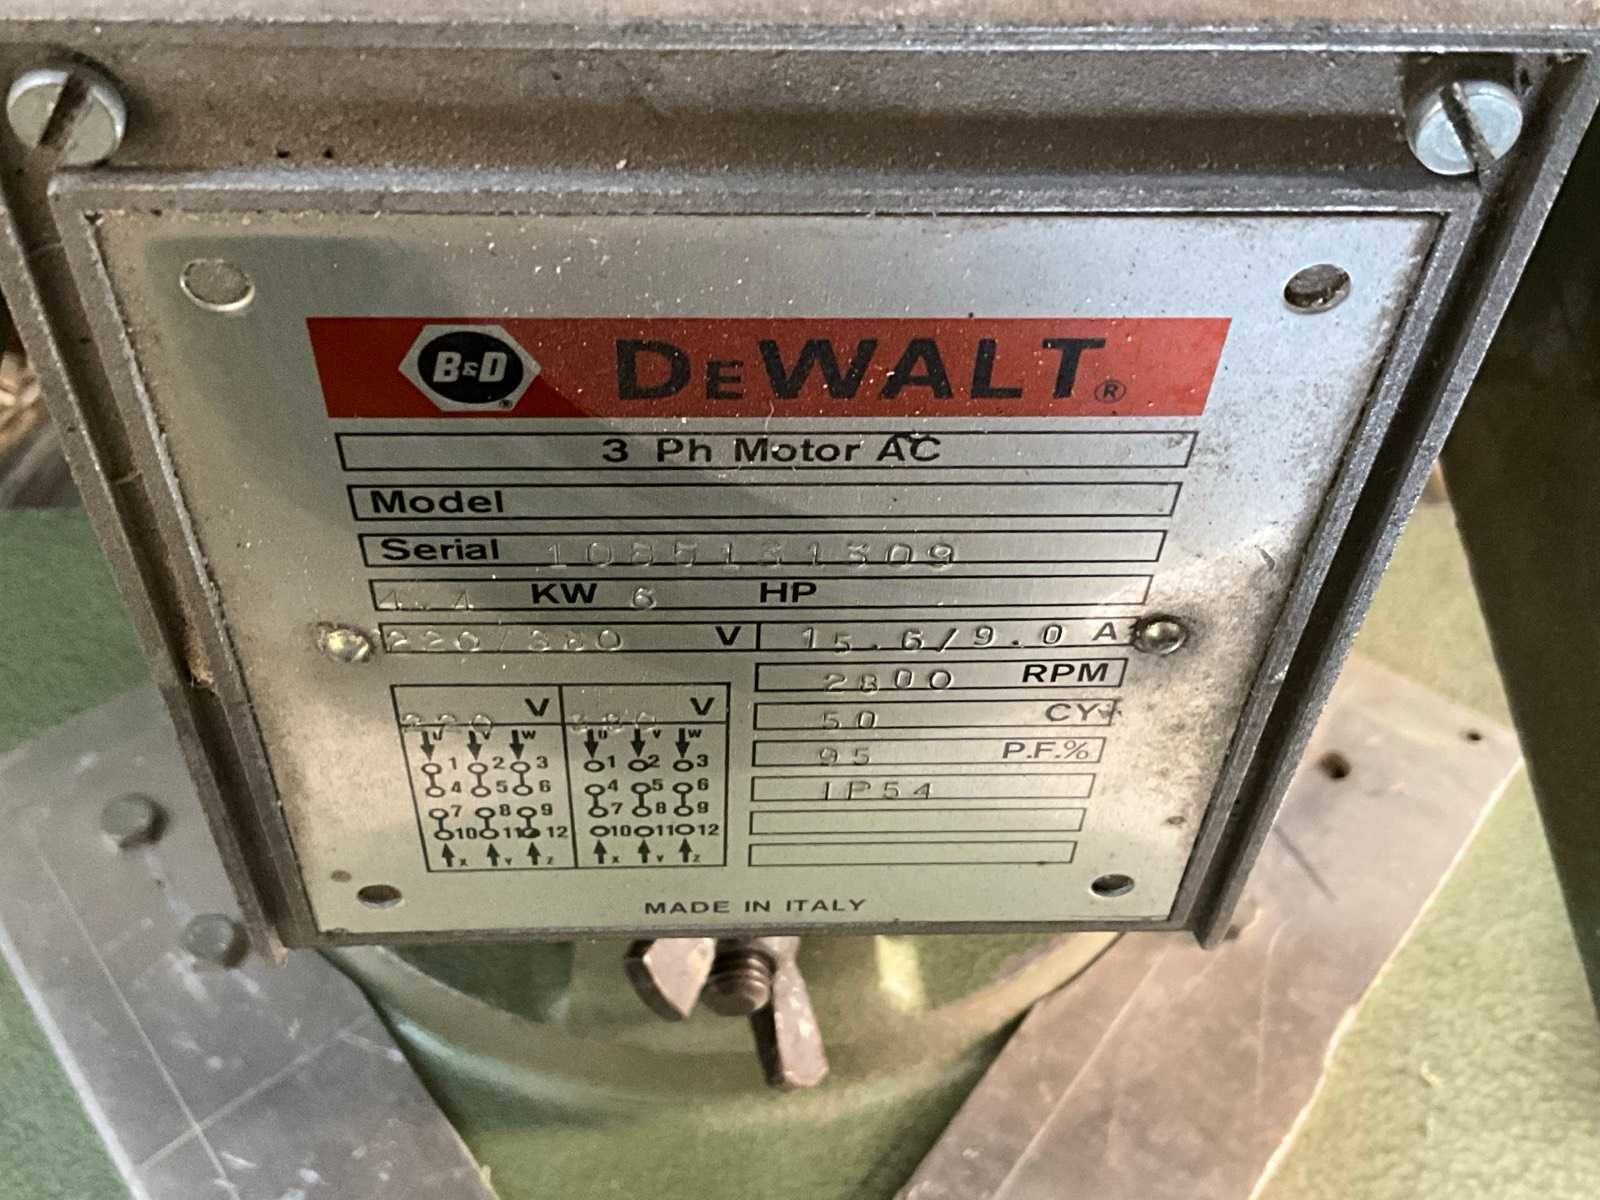 B&D DEWALT®
3 Ph Motor AC
Model
Serial 1085131309
4.4 KW 6 HP
220/380 V 15.6/9.0 A
2800 RPM
50 CY
95 P.F.%
IP54
220 V 380 V
U V W U V W
1 2 3 1 2 3
4 5 6 4 5 6
7 8 9 7 8 9
10 11 12 10 11 12
X Y Z X Y Z
MADE IN ITALY